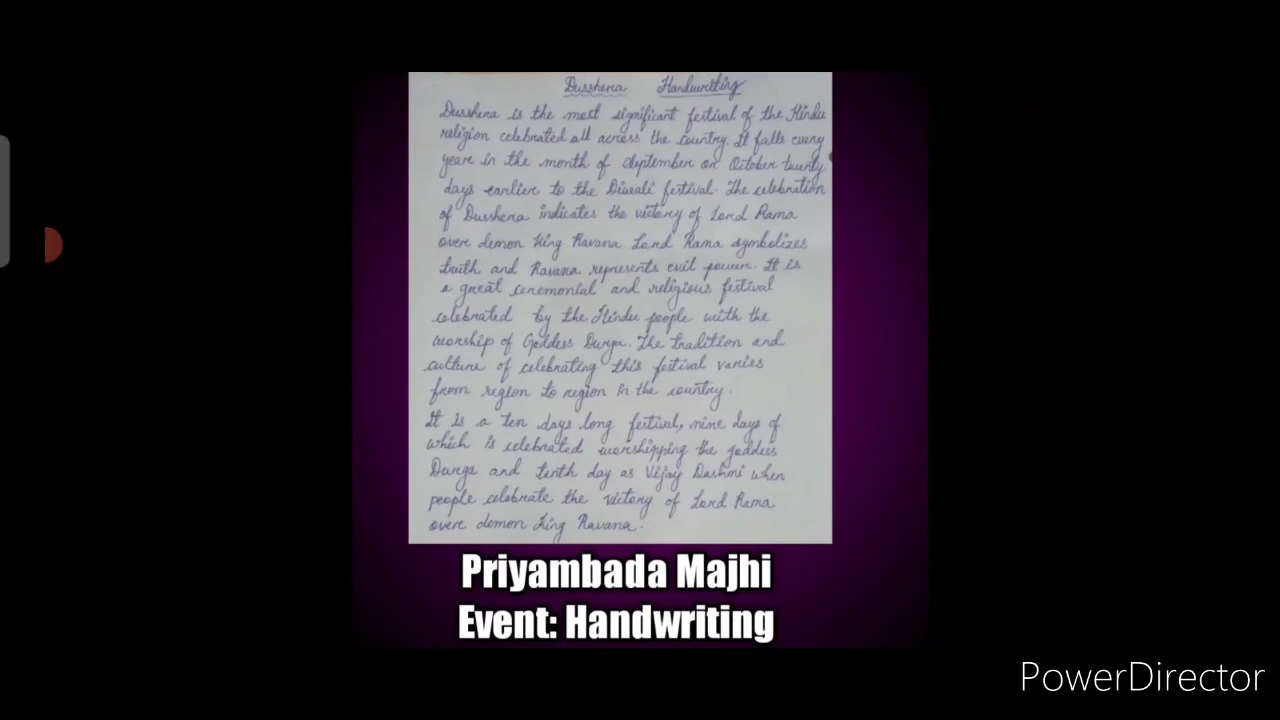 Dusshera Handwriting
Dusshera is the most significant festival of the Hindu
religion celebrated all across the country. It falls every
year in the month of September or October twenty
days earlier to the Diwali festival. The celebration
of Dusshera indicates the victory of Lord Rama
over demon king Ravana. Lord Rama symbolizes
truth and Ravana represents evil power. It is
a great ceremonial and religious festival
celebrated by the Hindu people with the
worship of Goddess Durga. The tradition and
culture of celebrating this festival varies
from region to region in the country.
It is a ten days long festival, nine days of
which is celebrated worshipping the goddess
Durga and tenth day as Vijay Dashmi when
people celebrate the victory of Lord Rama
over demon king Ravana.
Priyambada Majhi
Event: Handwriting
PowerDirector